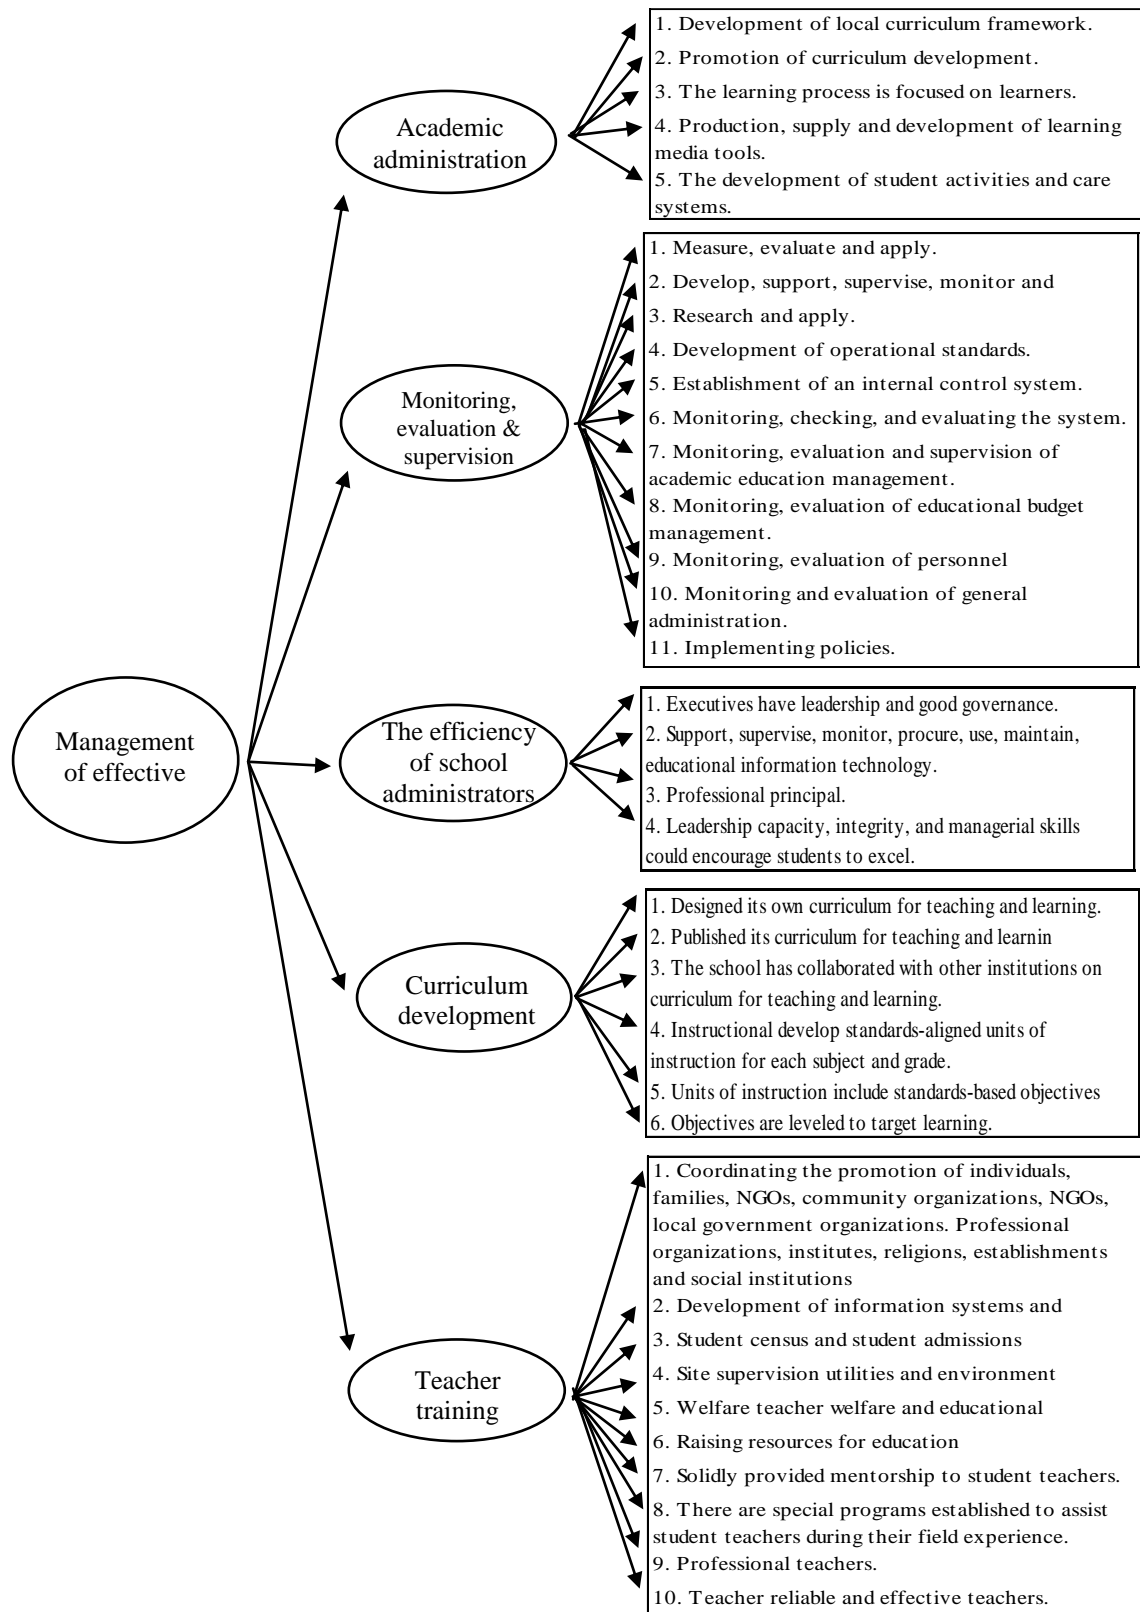 Management
of effective
Academic
administration
1. Development of local curriculum framework.
2. Promotion of curriculum development.
3. The learning process is focused on learners.
4. Production, supply and development of learning
media tools.
5. The development of student activities and care
systems.
Monitoring,
evaluation &
supervision
1. Measure, evaluate and apply.
2. Develop, support, supervise, monitor and
3. Research and apply.
4. Development of operational standards.
5. Establishment of an internal control system.
6. Monitoring, checking, and evaluating the system.
7. Monitoring, evaluation and supervision of
academic education management.
8. Monitoring, evaluation of educational budget
management.
9. Monitoring, evaluation of personnel
10. Monitoring and evaluation of general
administration.
11. Implementing policies.
The efficiency
of school
administrators
1. Executives have leadership and good governance.
2. Support, supervise, monitor, procure, use, maintain,
educational information technology.
3. Professional principal.
4. Leadership capacity, integrity, and managerial skills
could encourage students to excel.
Curriculum
development
1. Designed its own curriculum for teaching and learning.
2. Published its curriculum for teaching and learnin
3. The school has collaborated with other institutions on
curriculum for teaching and learning.
4. Instructional develop standards-aligned units of
instruction for each subject and grade.
5. Units of instruction include standards-based objectives
6. Objectives are leveled to target learning.
Teacher
training
1. Coordinating the promotion of individuals,
families, NGOs, community organizations, NGOs,
local government organizations. Professional
organizations, institutes, religions, establishments
and social institutions
2. Development of information systems and
3. Student census and student admissions
4. Site supervision utilities and environment
5. Welfare teacher welfare and educational
6. Raising resources for education
7. Solidly provided mentorship to student teachers.
8. There are special programs established to assist
student teachers during their field experience.
9. Professional teachers.
10. Teacher reliable and effective teachers.